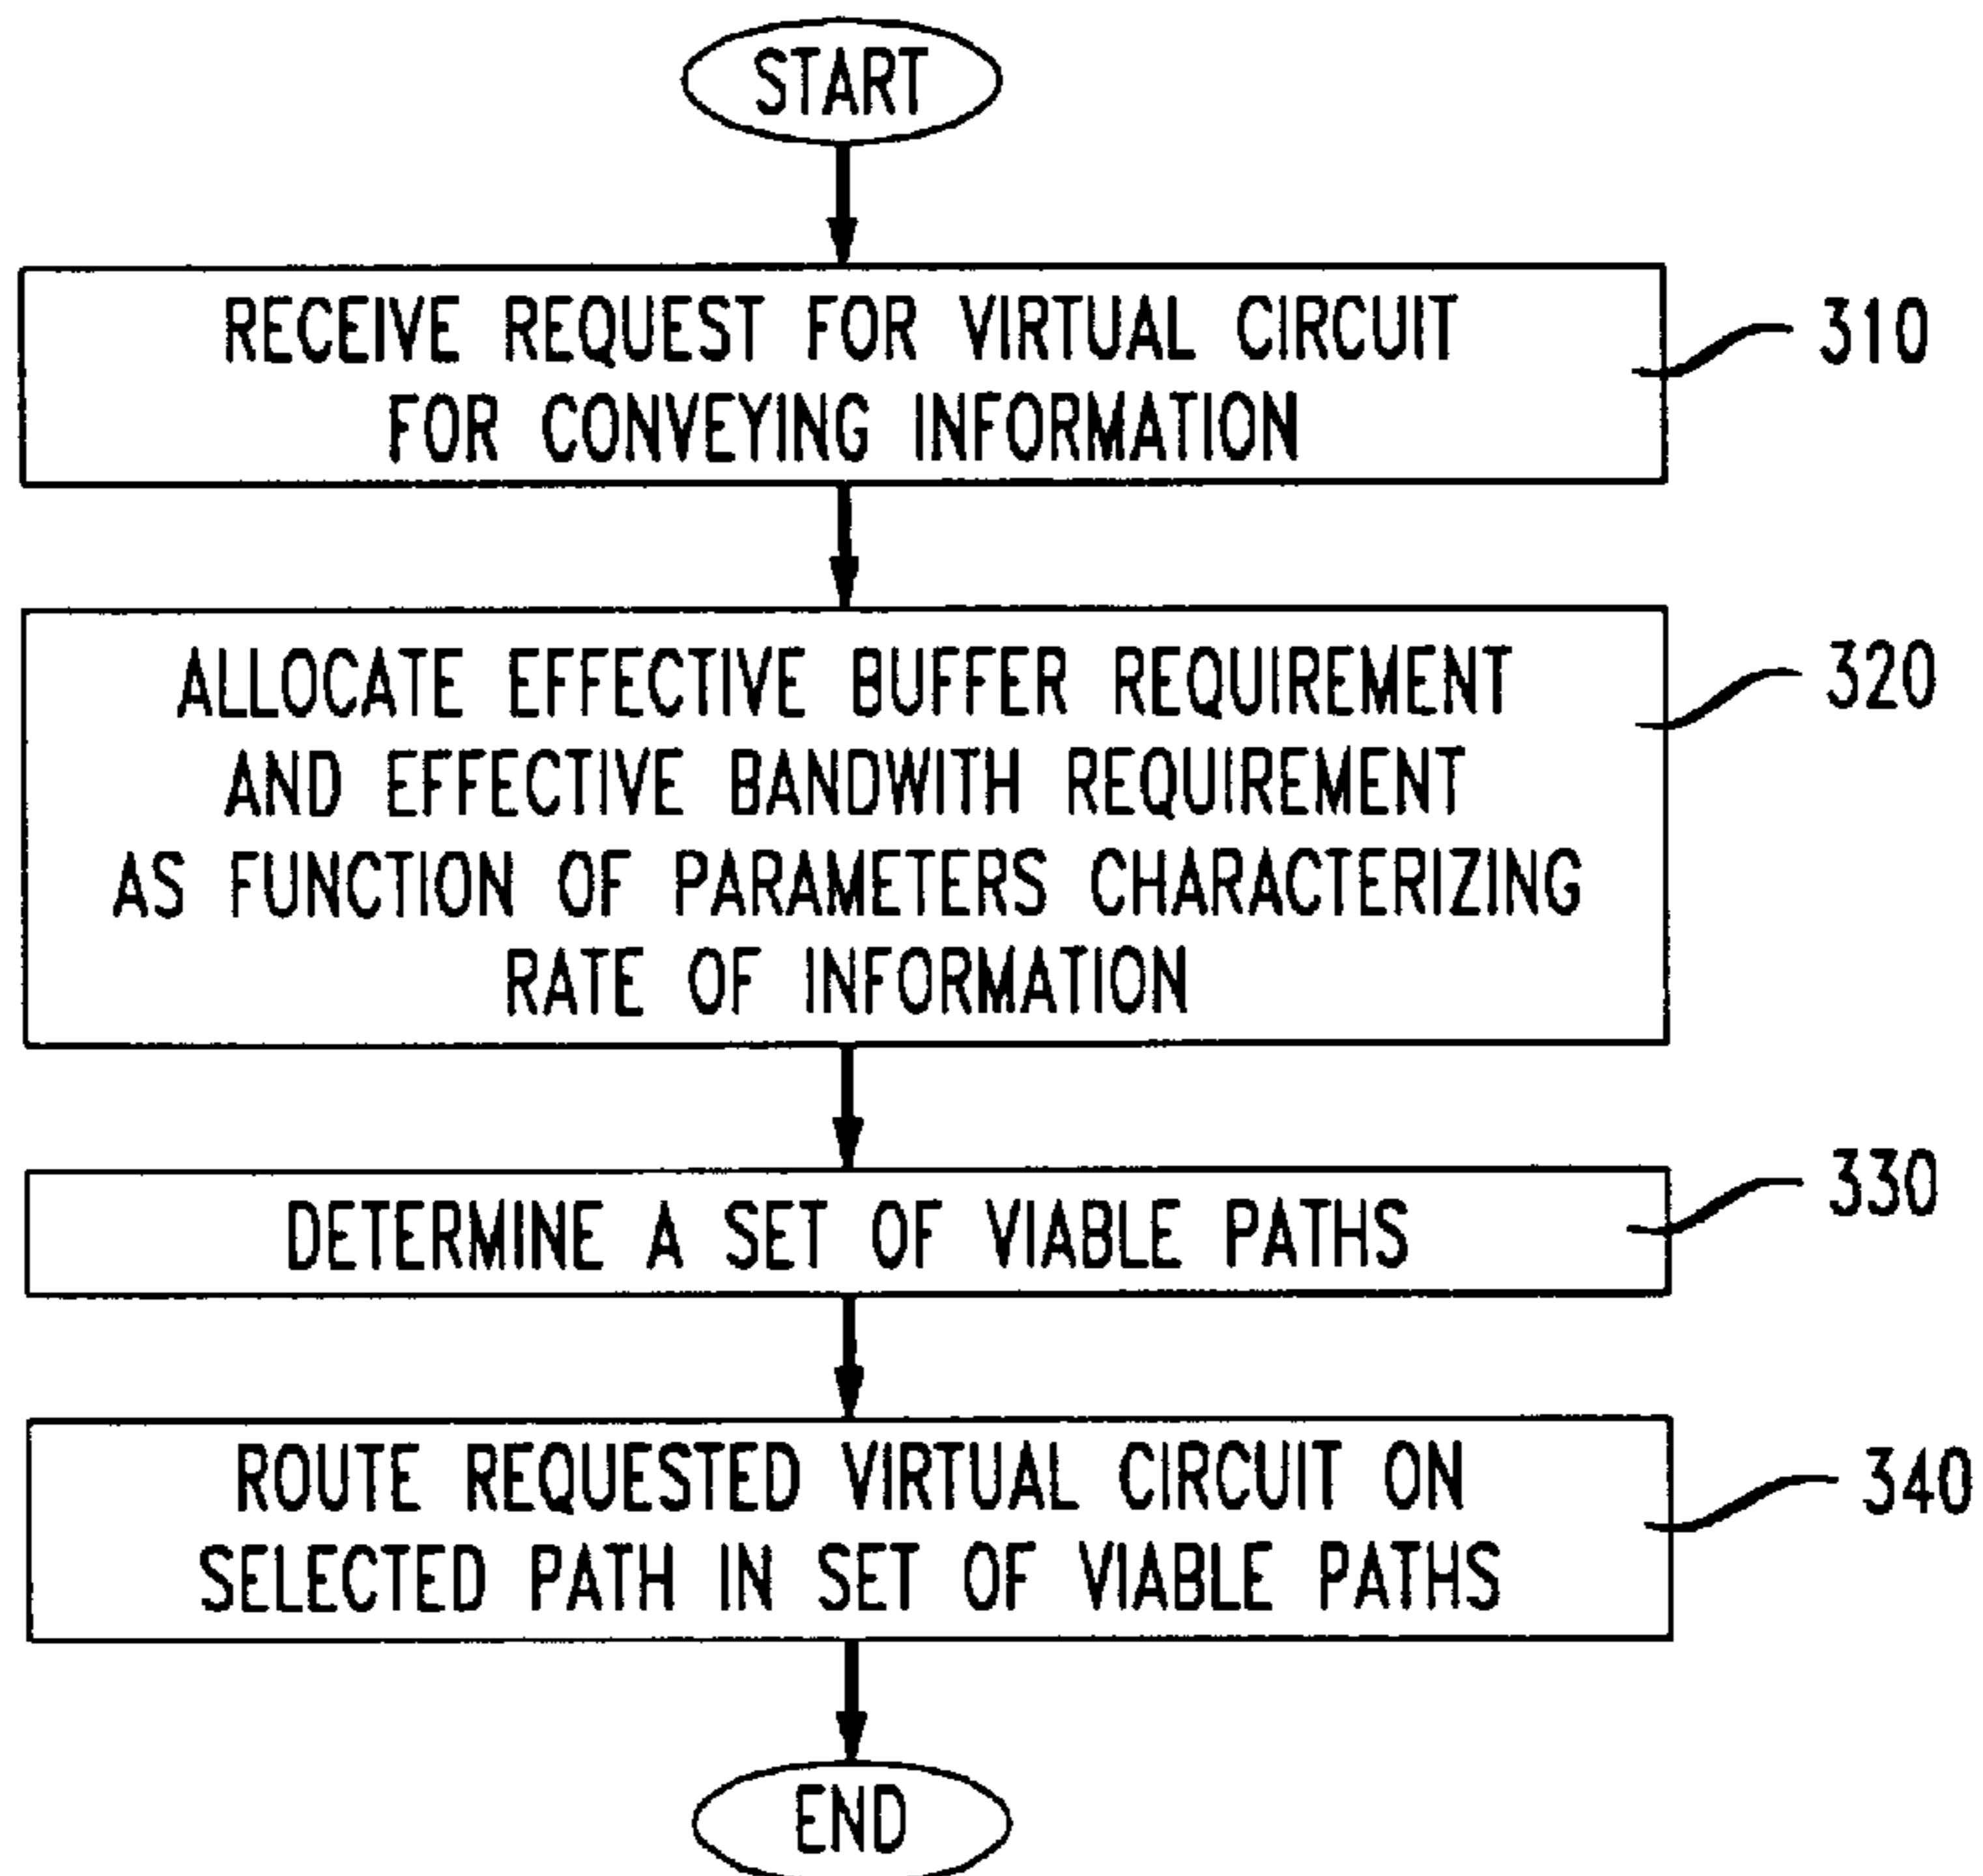 START
RECEIVE REQUEST FOR VIRTUAL CIRCUIT
FOR CONVEYING INFORMATION
310
ALLOCATE EFFECTIVE BUFFER REQUIREMENT
AND EFFECTIVE BANDWITH REQUIREMENT
AS FUNCTION OF PARAMETERS CHARACTERIZING
RATE OF INFORMATION
320
DETERMINE A SET OF VIABLE PATHS
330
ROUTE REQUESTED VIRTUAL CIRCUIT ON
SELECTED PATH IN SET OF VIABLE PATHS
340
END